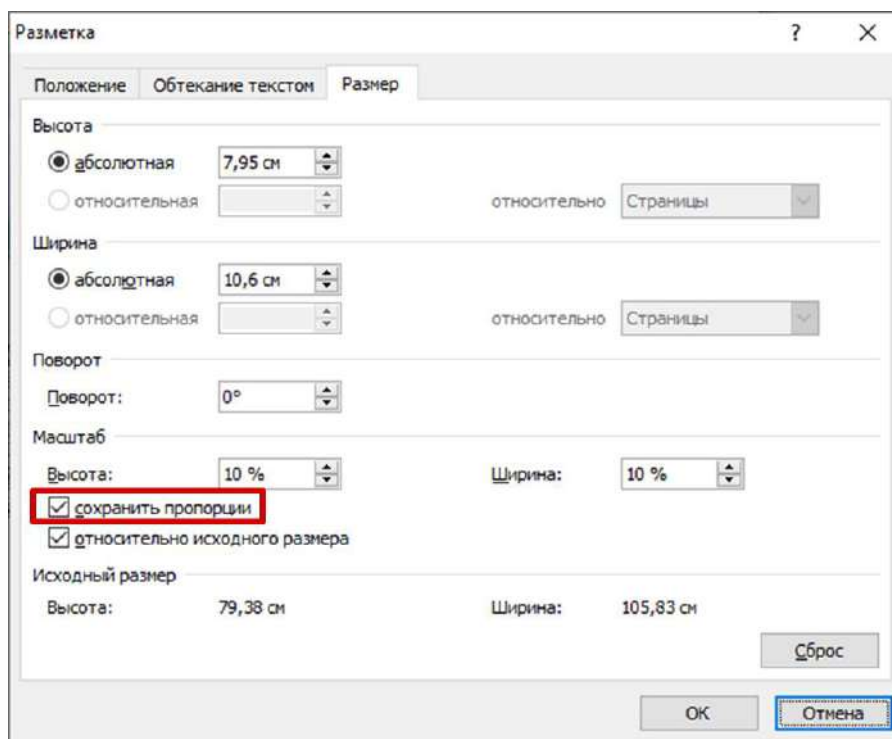 Разметка ?
Положение Обтекание текстом Размер
Высота
абсолютная 7,95 см
относительная относительно Страницы
Ширина
абсолютная 10,6 см
относительная относительно Страницы
Поворот
Поворот: 0°
Масштаб
Высота: 10 % Ширина: 10 %
сохранить пропорции
относительно исходного размера
Исходный размер
Высота: 79,38 см Ширина: 105,83 см
Сброс
ОК Отмена